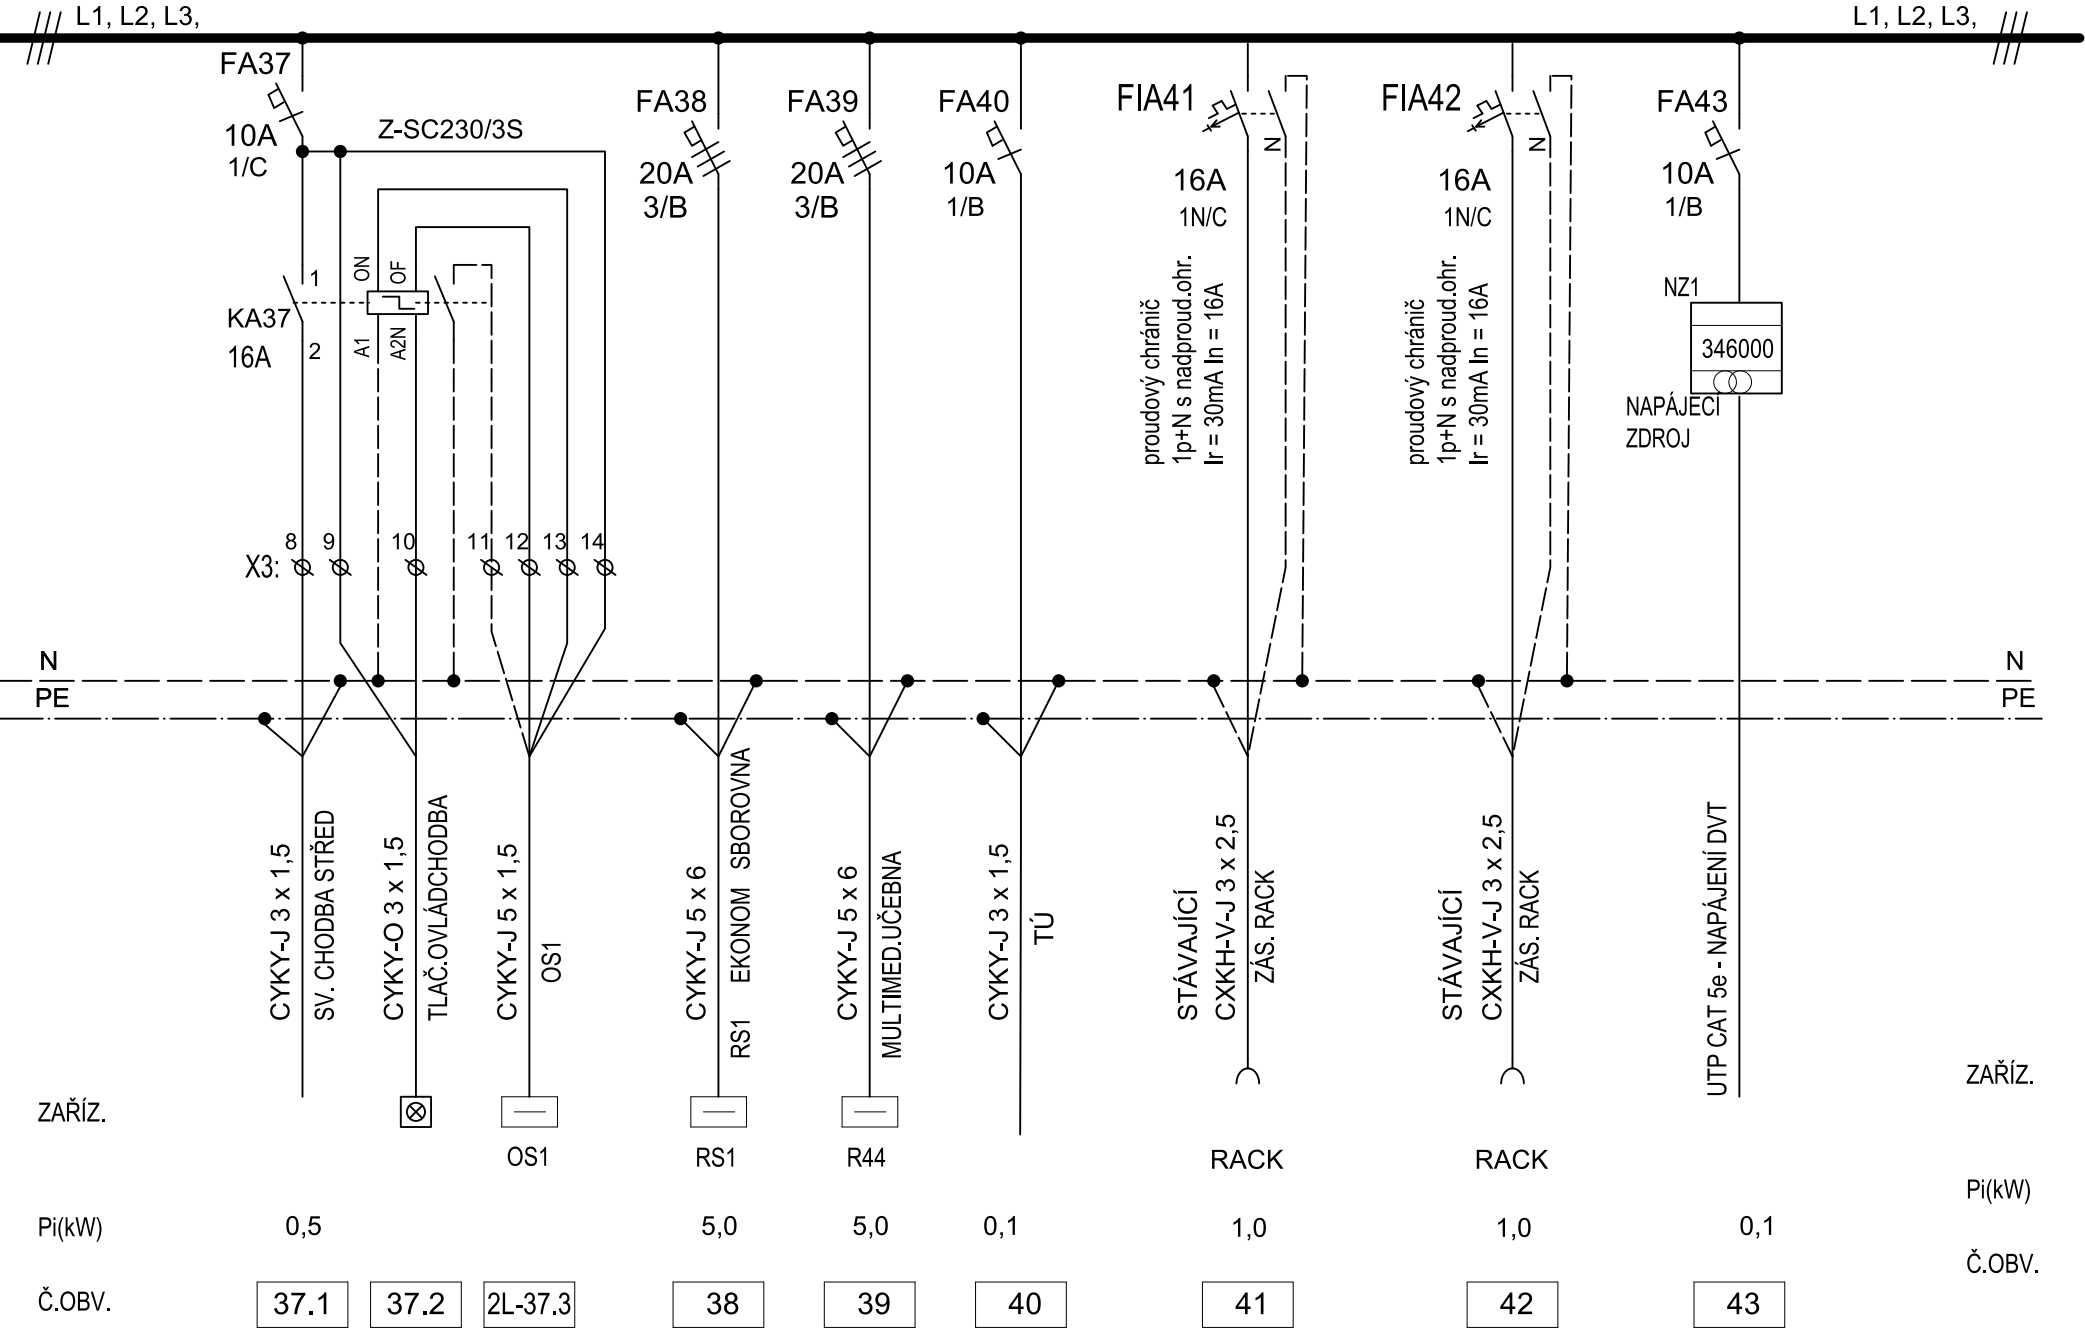 L1, L2, L3,
L1, L2, L3,
FA37
10A
1/C
Z-SC230/3S
FA38
20A
3/B
FA39
20A
3/B
FA40
10A
1/B
FIA41
N
16A
1N/C
FIA42
N
16A
1N/C
FA43
10A
1/B
KA37
16A
1
2
ON
OF
A1
A2N
proudový chránič
1p+N s nadproud.ohr.
Ir = 30mA In = 16A
proudový chránič
1p+N s nadproud.ohr.
Ir = 30mA In = 16A
NZ1
346000
NAPÁJECÍ
ZDROJ
X3:
8
9
10
11
12
13
14
N
N
PE
PE
CYKY-J 3 x 1,5
SV. CHODBA STŘED
CYKY-O 3 x 1,5
TLAČ.OVLÁDCHODBA
CYKY-J 5 x 1,5
OS1
CYKY-J 5 x 6
RS1 EKONOM SBOROVNA
CYKY-J 5 x 6
MULTIMED.UČEBNA
CYKY-J 3 x 1,5
TÚ
STÁVAJÍCÍ
CXKH-V-J 3 x 2,5
ZÁS. RACK
STÁVAJÍCÍ
CXKH-V-J 3 x 2,5
ZÁS. RACK
UTP CAT 5e - NAPÁJENÍ DVT
ZAŘÍZ.
OS1
RS1
R44
RACK
RACK
ZAŘÍZ.
Pi(kW)
0,5
5,0
5,0
0,1
1,0
1,0
0,1
Pi(kW)
Č.OBV.
37.1
37.2
2L-37.3
38
39
40
41
42
43
Č.OBV.